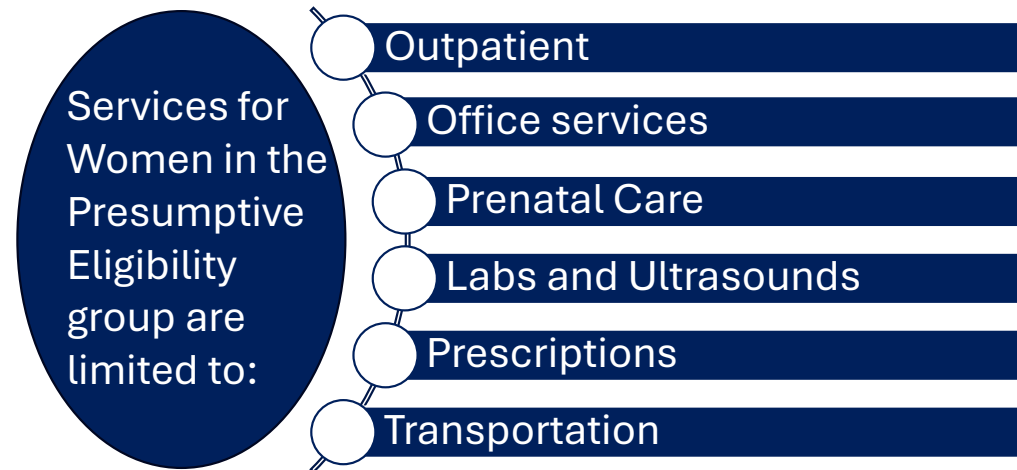 Services for
Women in the
Presumptive
Eligibility
group are
limited to:
Outpatient
Office services
Prenatal Care
Labs and Ultrasounds
Prescriptions
Transportation